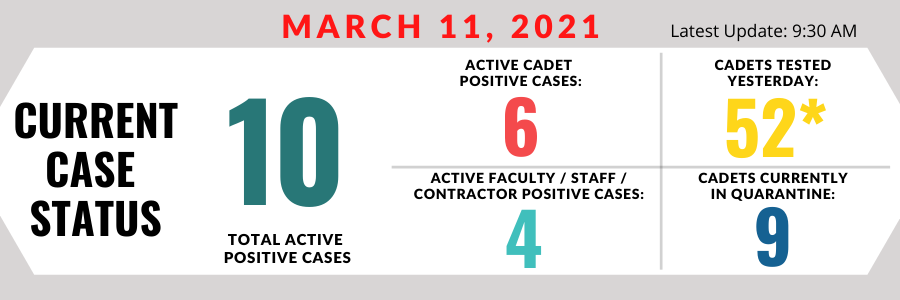 MARCH 11, 2021
Latest Update: 9:30 AM
CURRENT
CASE
STATUS
10
TOTAL ACTIVE
POSITIVE CASES
ACTIVE CADET
POSITIVE CASES:
6
CADETS TESTED
YESTERDAY:
52*
ACTIVE FACULTY / STAFF /
CONTRACTOR POSITIVE CASES:
4
CADETS CURRENTLY
IN QUARANTINE:
9